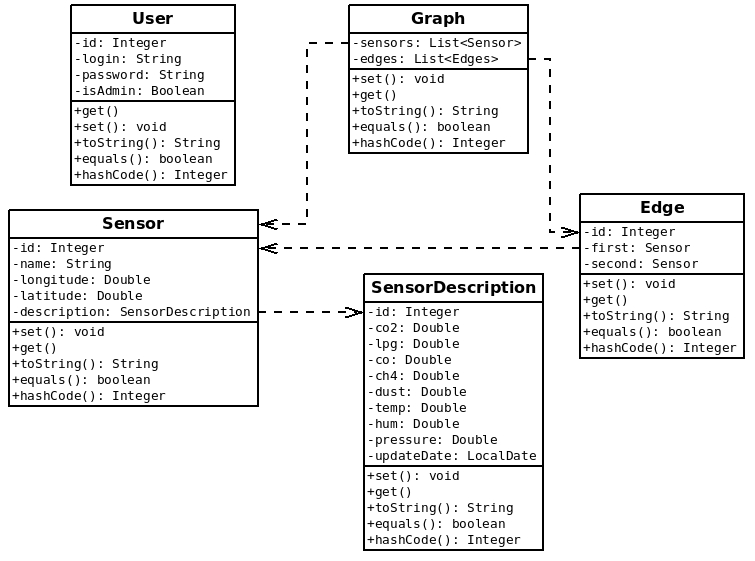 User
-id: Integer
-login: String
-password: String
-isAdmin: Boolean
+get()
+set(): void
+toString(): String
+equals(): boolean
+hashCode(): Integer
Graph
-sensors: List<Sensor>
-edges: List<Edges>
+set(): void
+get()
+toString(): String
+equals(): boolean
+hashCode(): Integer
Sensor
-id: Integer
-name: String
-longitude: Double
-latitude: Double
-description: SensorDescription
+set(): void
+get()
+toString(): String
+equals(): boolean
+hashCode(): Integer
SensorDescription
-id: Integer
-co2: Double
-lpg: Double
-co: Double
-ch4: Double
-dust: Double
-temp: Double
-hum: Double
-pressure: Double
-updateDate: LocalDate
+set(): void
+get()
+toString(): String
+equals(): boolean
+hashCode(): Integer
Edge
-id: Integer
-first: Sensor
-second: Sensor
+set(): void
+get()
+toString(): String
+equals(): boolean
+hashCode(): Integer